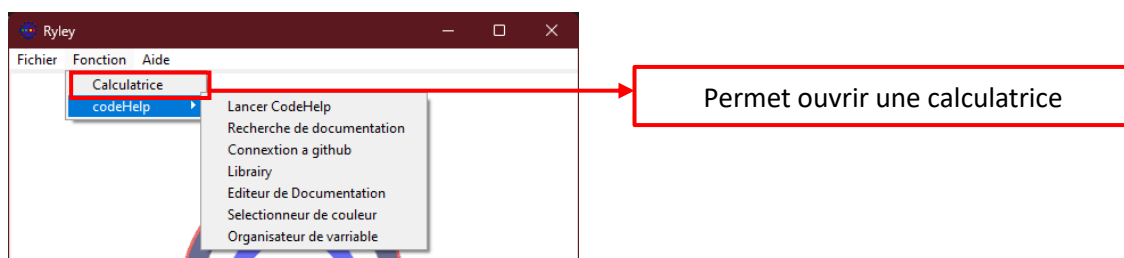 Ryley
Fichier Fonction Aide
Calculatrice
codeHelp
Lancer CodeHelp
Recherche de documentation
Connextion a github
Librairy
Editeur de Documentation
Selectionneur de couleur
Organisateur de varriable
Permet ouvrir une calculatrice